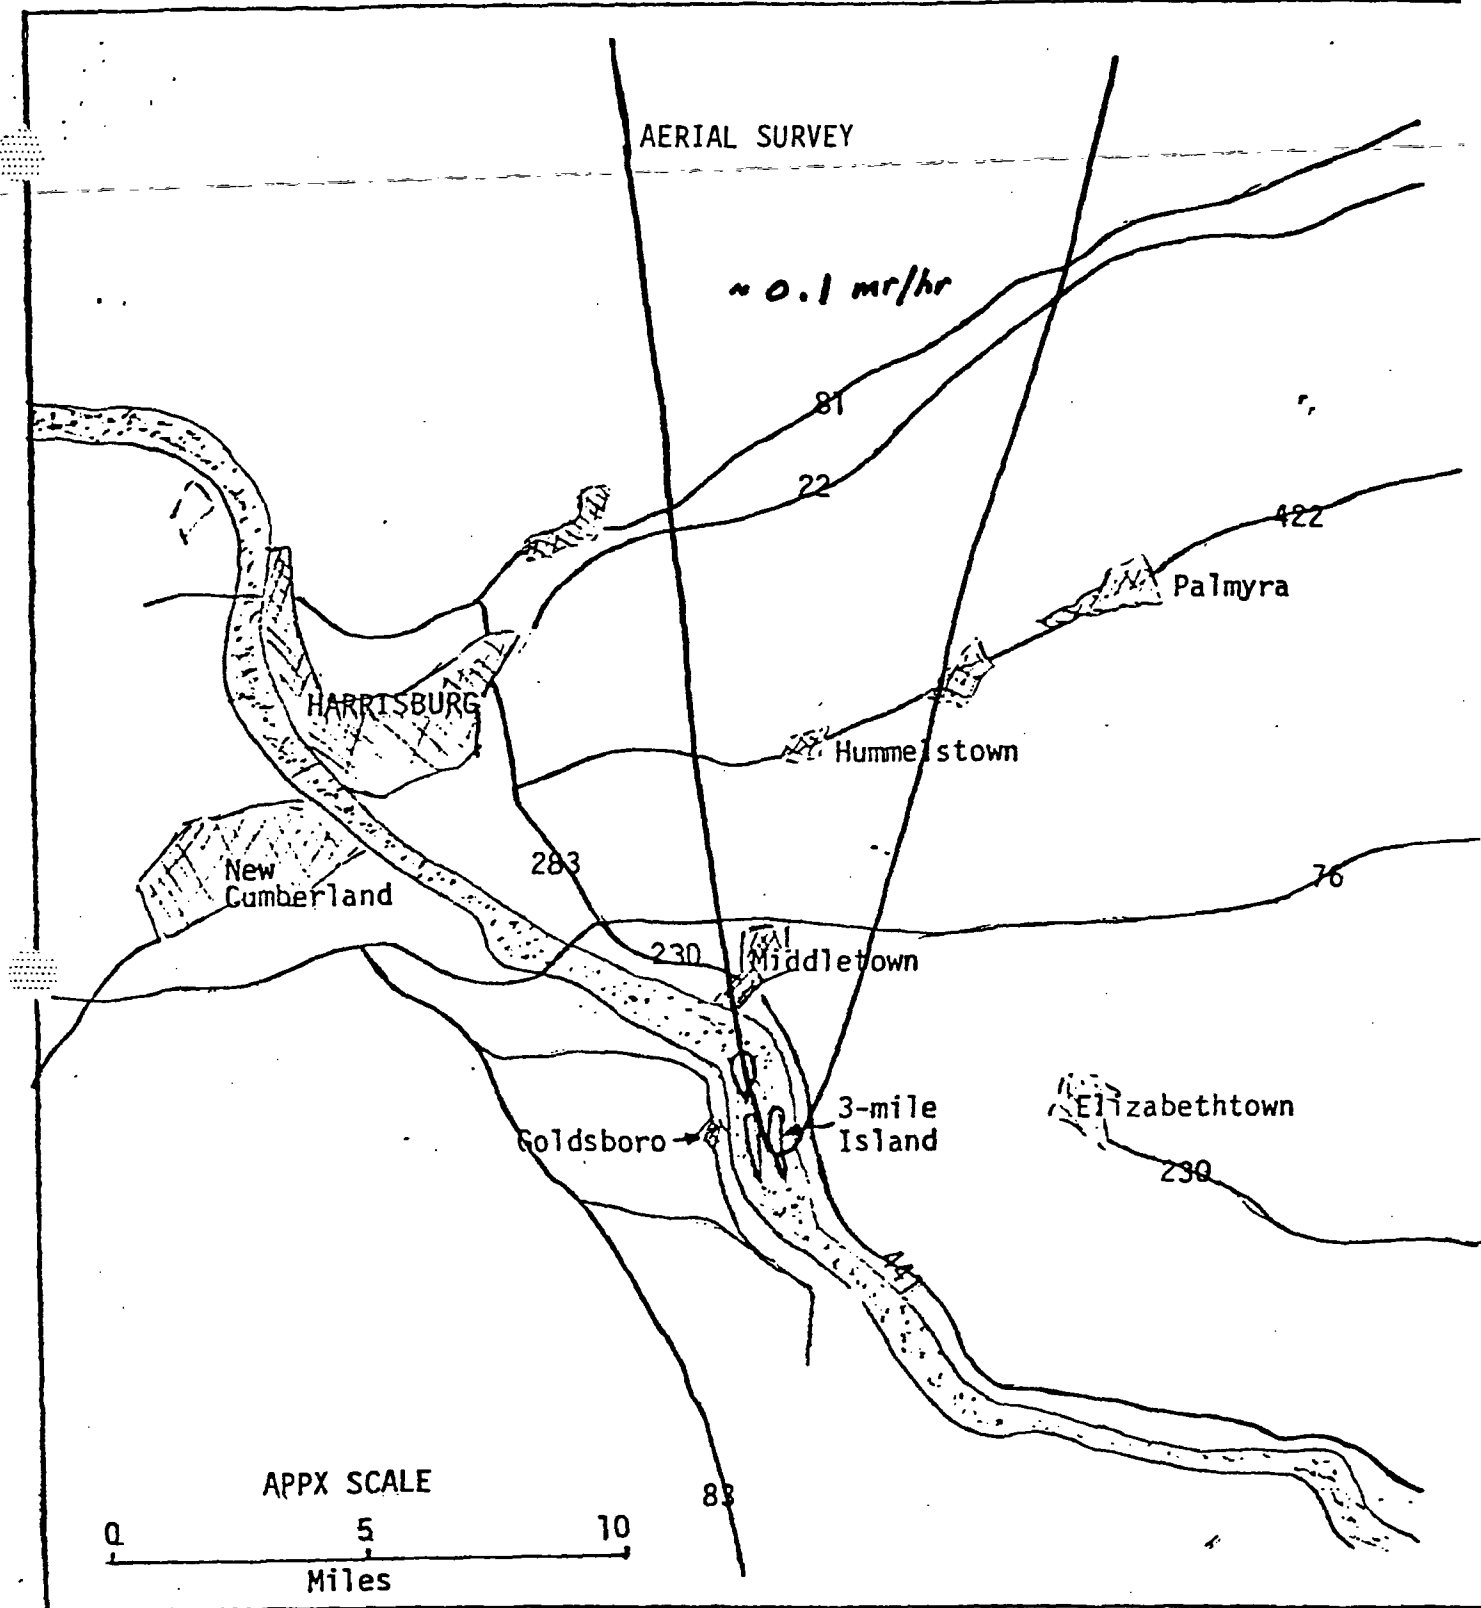 AERIAL SURVEY
~ 0.1 mr/hr
81
22
422
Palmyra
HARRISBURG
Hummelstown
283
New
Cumberland
76
230
Middletown
3-mile
Island
Goldsboro
Elizabethtown
230
APPX SCALE
83
0 5 10
Miles